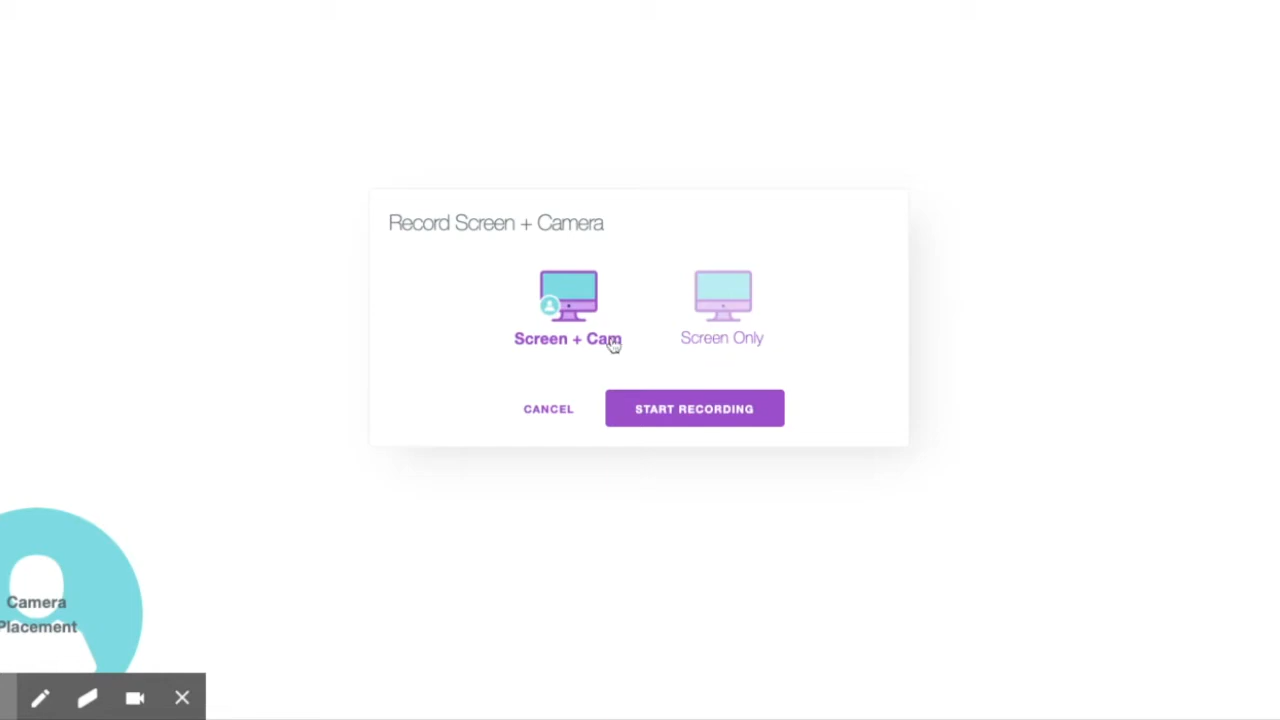 Record Screen + Camera
Screen + Cam
Screen Only
CANCEL
START RECORDING
Camera
Placement